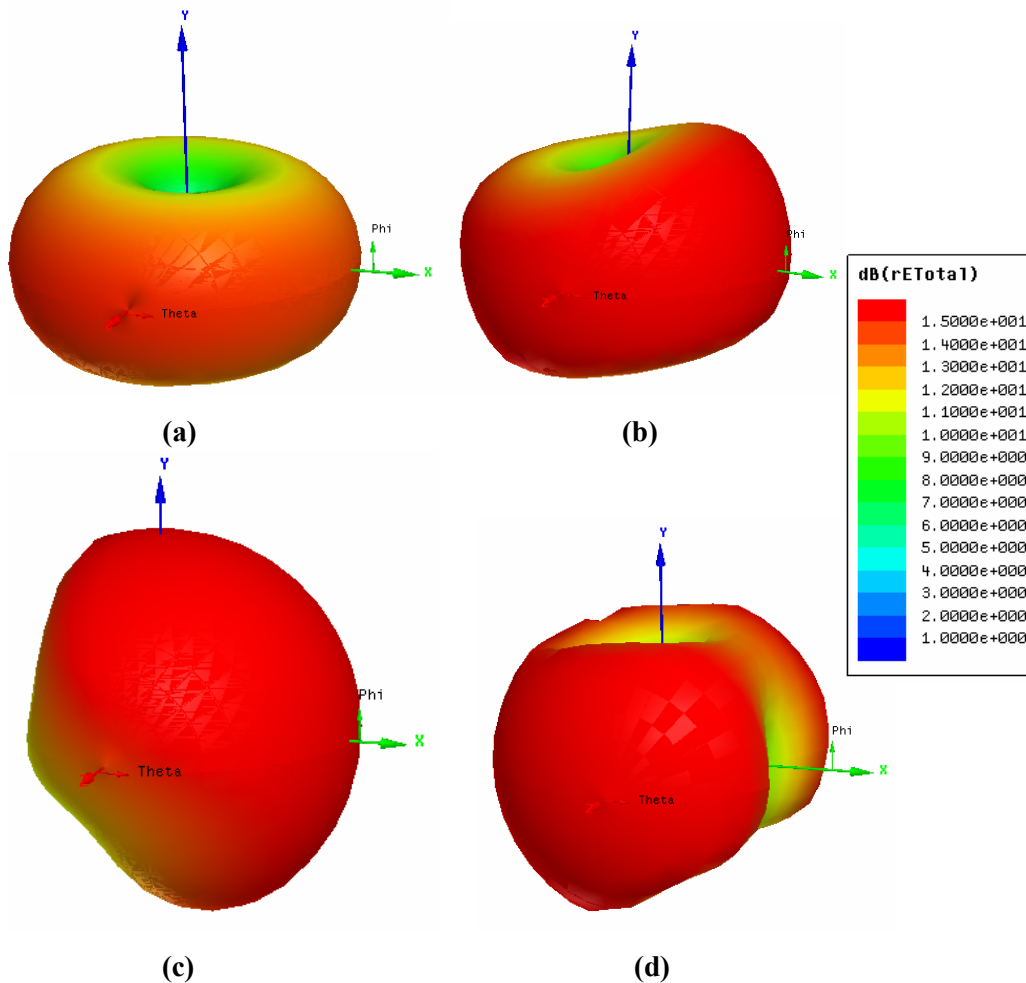 Y
Phi
X
Theta
(a)
Y
Phi
X
Theta
(b)
dB(rETotal)
1.5000e+001
1.4000e+001
1.3000e+001
1.2000e+001
1.1000e+001
1.0000e+001
9.0000e+000
8.0000e+000
7.0000e+000
6.0000e+000
5.0000e+000
4.0000e+000
3.0000e+000
2.0000e+000
1.0000e+000
Y
Phi
X
Theta
(c)
Y
Phi
X
Theta
(d)